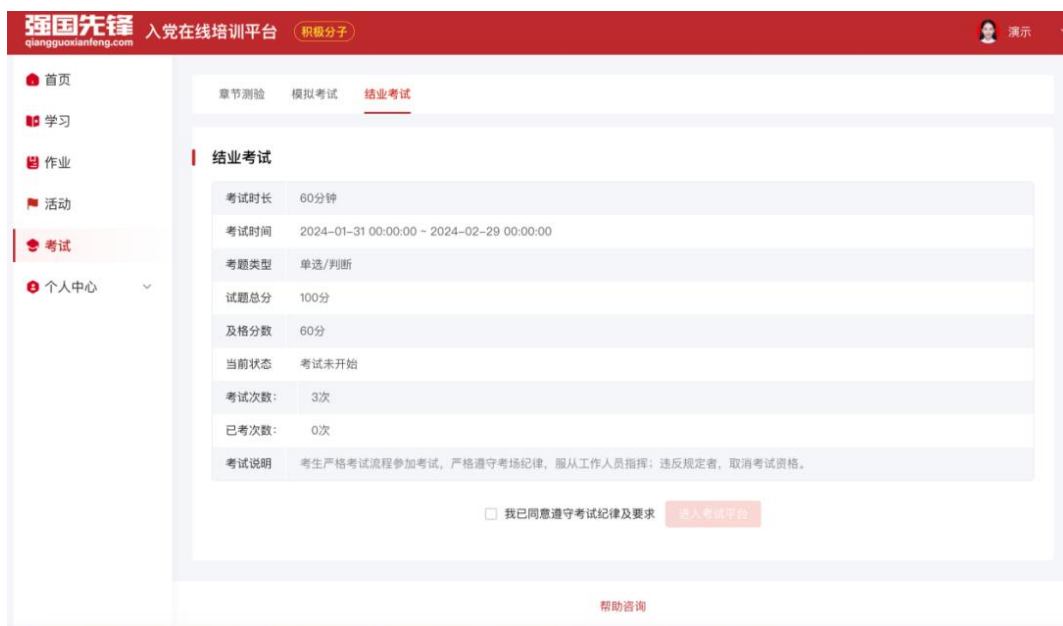 强国先锋 入党在线培训平台 积极分子 演示
qiangguoxianfeng.com
首页
学习
作业
活动
考试
个人中心
章节测验 模拟考试 结业考试
结业考试
考试时长 60分钟
考试时间 2024-01-31 00:00:00 ~ 2024-02-29 00:00:00
考题类型 单选/判断
试题总分 100分
及格分数 60分
当前状态 考试未开始
考试次数: 3次
已考次数: 0次
考试说明 考生严格考试流程参加考试，严格遵守考场纪律，服从工作人员指挥；违反规定者，取消考试资格。
我已同意遵守考试纪律及要求 进入考试平台
帮助咨询